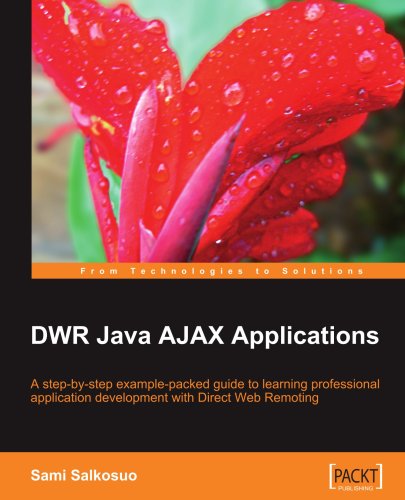 From Technologies to Solutions
DWR Java AJAX Applications
A step-by-step example-packed guide to learning professional
application development with Direct Web Remoting
Sami Salkosuo
[PACKT]
PUBLISHING